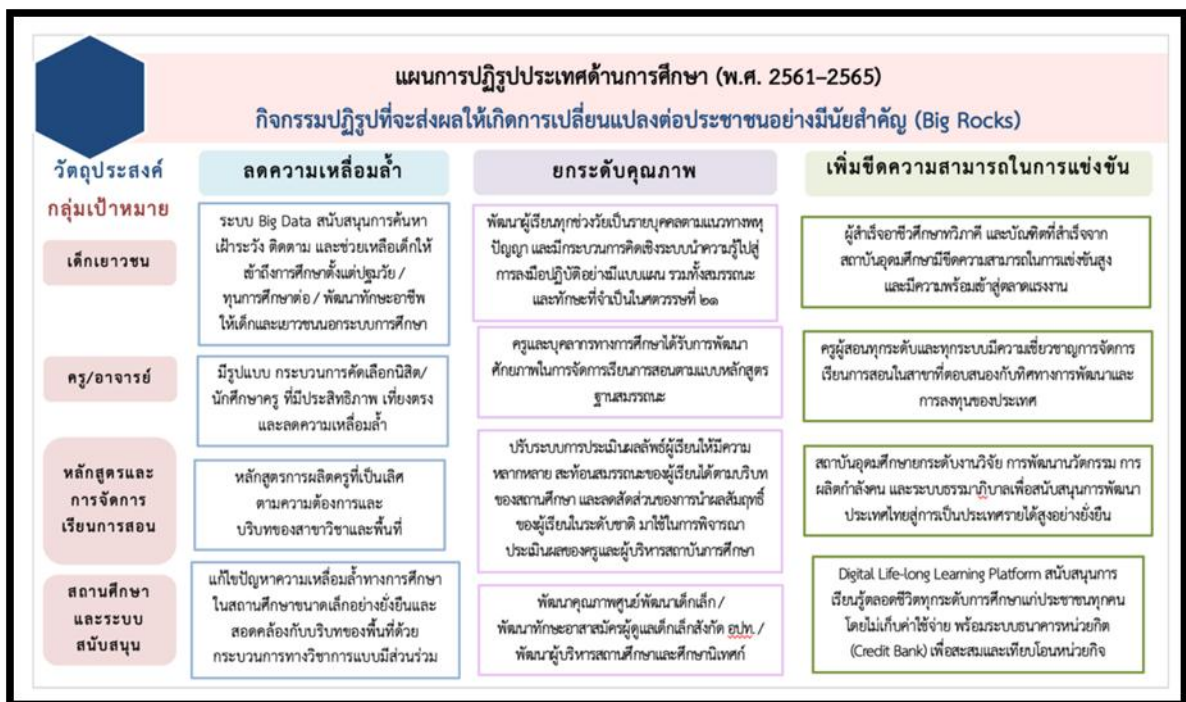 แผนการปฏิรูปประเทศด้านการศึกษา (พ.ศ. 2561–2565)
กิจกรรมปฏิรูปที่จะส่งผลให้เกิดการเปลี่ยนแปลงต่อประชาชนอย่างมีนัยสำคัญ (Big Rocks)
วัตถุประสงค์
กลุ่มเป้าหมาย
ลดความเหลื่อมล้ำ
ยกระดับคุณภาพ
เพิ่มขีดความสามารถในการแข่งขัน
เด็กเยาวชน
ระบบ Big Data สนับสนุนการค้นหา
เฝ้าระวัง ติดตาม และช่วยเหลือเด็กให้
เข้าถึงการศึกษาตั้งแต่ปฐมวัย /
ทุนการศึกษาต่อ / พัฒนาทักษะอาชีพ
ให้เด็กและเยาวชนนอกระบบการศึกษา
พัฒนาผู้เรียนทุกช่วงวัยเป็นรายบุคคลตามแนวทางพหุ
ปัญญา และมีกระบวนการคิดเชิงระบบนำความรู้ไปสู่
การลงมือปฏิบัติอย่างมีแบบแผน รวมทั้งสมรรถนะ
และทักษะที่จำเป็นในศตวรรษที่ ๒๑
ผู้สำเร็จอาชีวศึกษาทวิภาคี และบัณฑิตที่สำเร็จจาก
สถาบันอุดมศึกษามีขีดความสามารถในการแข่งขันสูง
และมีความพร้อมเข้าสู่ตลาดแรงงาน
ครู/อาจารย์
มีรูปแบบ กระบวนการคัดเลือกนิสิต/
นักศึกษาครู ที่มีประสิทธิภาพ เที่ยงตรง
และลดความเหลื่อมล้ำ
ครูและบุคลากรทางการศึกษาได้รับการพัฒนา
ศักยภาพในการจัดการเรียนการสอนตามแบบหลักสูตร
ฐานสมรรถนะ
ครูผู้สอนทุกระดับและทุกระบบมีความเชี่ยวชาญการจัดการ
เรียนการสอนในสาขาที่ตอบสนองกับทิศทางการพัฒนาและ
การลงทุนของประเทศ
หลักสูตรและ
การจัดการ
เรียนการสอน
หลักสูตรการผลิตครูที่เป็นเลิศ
ตามความต้องการและ
บริบทของสาขาวิชาและพื้นที่
ปรับระบบการประเมินผลลัพธ์ผู้เรียนให้มีความ
หลากหลาย สะท้อนสมรรถนะของผู้เรียนได้ตามบริบท
ของสถานศึกษา และลดสัดส่วนของการนำผลสัมฤทธิ์
ของผู้เรียนในระดับชาติ มาใช้ในการพิจารณา
ประเมินผลของครูและผู้บริหารสถาบันการศึกษา
สถาบันอุดมศึกษายกระดับงานวิจัย การพัฒนานวัตกรรม การ
ผลิตกำลังคน และระบบธรรมาภิบาลเพื่อสนับสนุนการพัฒนา
ประเทศไทยสู่การเป็นประเทศรายได้สูงอย่างยั่งยืน
สถานศึกษา
และระบบ
สนับสนุน
แก้ไขปัญหาความเหลื่อมล้ำทางการศึกษา
ในสถานศึกษาขนาดเล็กอย่างยั่งยืนและ
สอดคล้องกับบริบทของพื้นที่ด้วย
กระบวนการทางวิชาการแบบมีส่วนร่วม
พัฒนาคุณภาพศูนย์พัฒนาเด็กเล็ก /
พัฒนาทักษะอาสาสมัครผู้ดูแลเด็กเล็กสังกัด อปท. /
พัฒนาผู้บริหารสถานศึกษาและศึกษานิเทศก์
Digital Life-long Learning Platform สนับสนุนการ
เรียนรู้ตลอดชีวิตทุกระดับการศึกษาแก่ประชาชนทุกคน
โดยไม่เก็บค่าใช้จ่าย พร้อมระบบธนาคารหน่วยกิต
(Credit Bank) เพื่อสะสมและเทียบโอนหน่วยกิจ